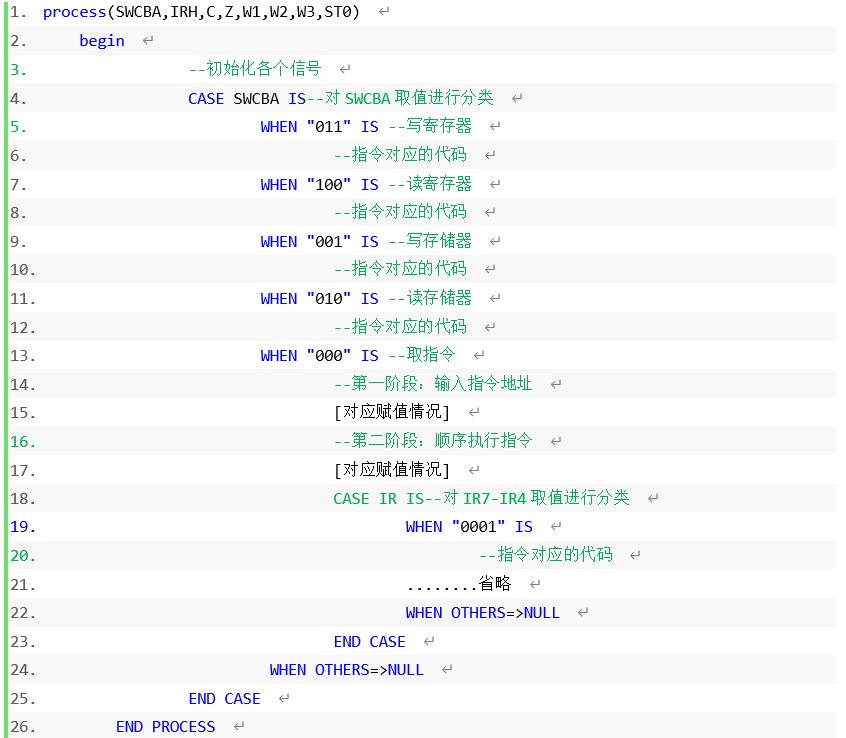 1. process(SWCBA,IRH,C,Z,W1,W2,W3,ST0) ↵
2. begin ↵
3. --初始化各个信号 ↵
4. CASE SWCBA IS--对 SWCBA 取值进行分类 ↵
5. WHEN "011" IS --写寄存器 ↵
6. --指令对应的代码 ↵
7. WHEN "100" IS --读寄存器 ↵
8. --指令对应的代码 ↵
9. WHEN "001" IS --写存储器 ↵
10. --指令对应的代码 ↵
11. WHEN "010" IS --读存储器 ↵
12. --指令对应的代码 ↵
13. WHEN "000" IS --取指令 ↵
14. --第一阶段：输入指令地址 ↵
15. [对应赋值情况] ↵
16. --第二阶段：顺序执行指令 ↵
17. [对应赋值情况] ↵
18. CASE IR IS--对 IR7-IR4 取值进行分类 ↵
19. WHEN "0001" IS ↵
20. --指令对应的代码 ↵
21. ........省略 ↵
22. WHEN OTHERS=>NULL ↵
23. END CASE ↵
24. WHEN OTHERS=>NULL ↵
25. END CASE ↵
26. END PROCESS ↵